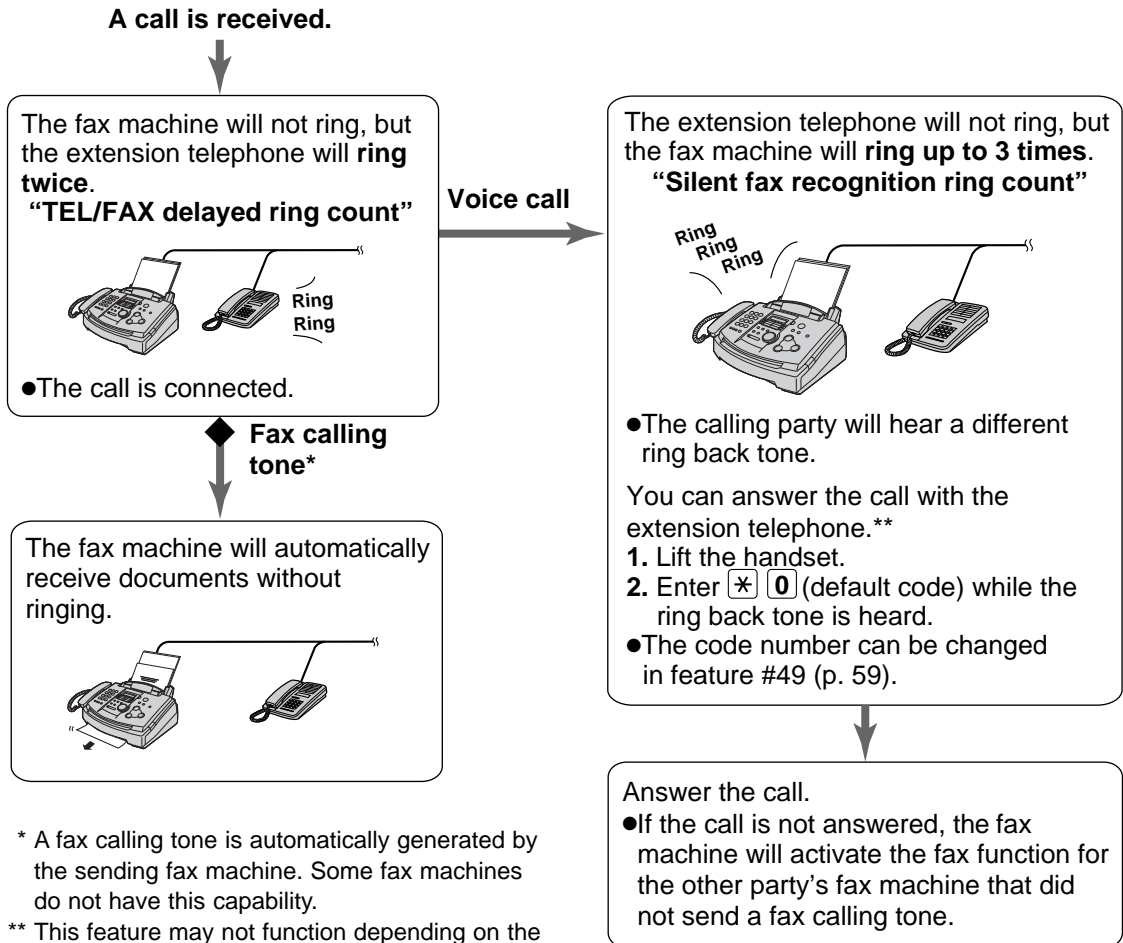 A call is received.
The fax machine will not ring, but
the extension telephone will ring
twice.
“TEL/FAX delayed ring count”
Ring
Ring
●The call is connected.
Voice call
The extension telephone will not ring, but
the fax machine will ring up to 3 times.
“Silent fax recognition ring count”
Ring
Ring
Ring
●The calling party will hear a different
ring back tone.
You can answer the call with the
extension telephone.**
1. Lift the handset.
2. Enter * 0 (default code) while the
ring back tone is heard.
●The code number can be changed
in feature #49 (p. 59).
Fax calling
tone*
The fax machine will automatically
receive documents without
ringing.
Answer the call.
●If the call is not answered, the fax
machine will activate the fax function for
the other party’s fax machine that did
not send a fax calling tone.
* A fax calling tone is automatically generated by
the sending fax machine. Some fax machines
do not have this capability.
** This feature may not function depending on the